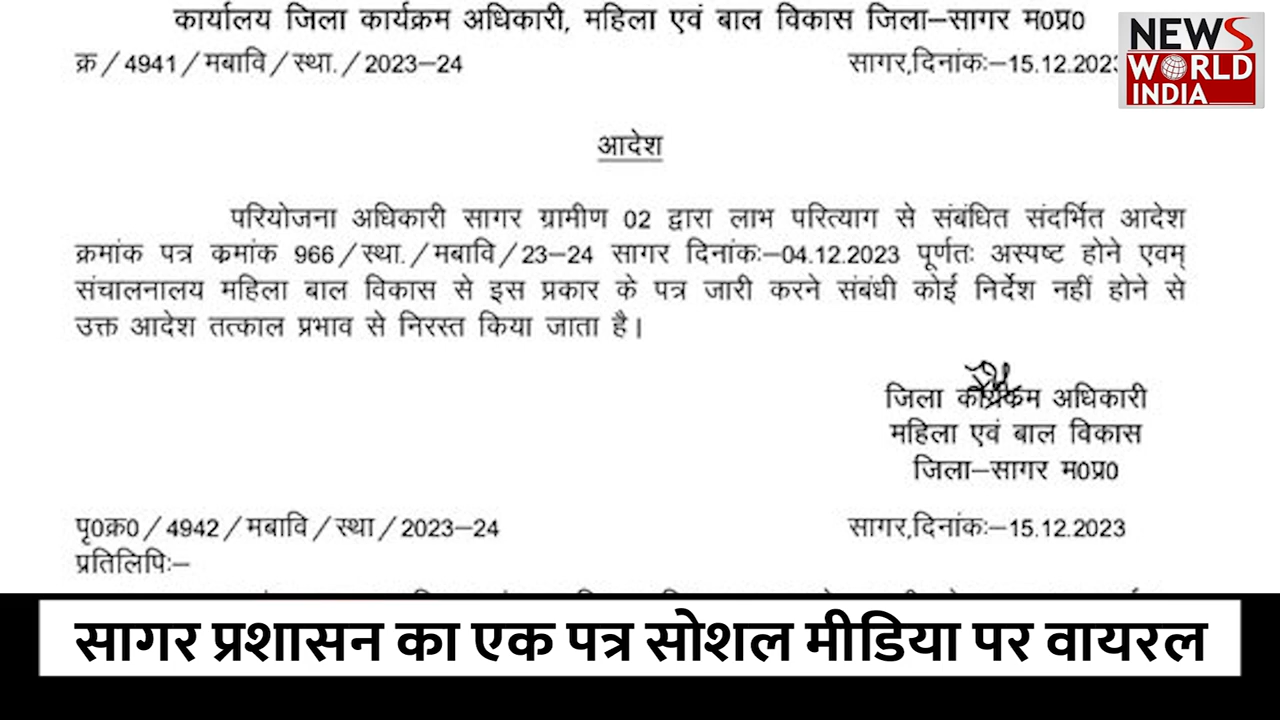 कार्यालय जिला कार्यक्रम अधिकारी, महिला एवं बाल विकास जिला–सागर म0प्र0
क्र/4941/मबावि/स्था./2023–24 सागर,दिनांकः–15.12.2023
NEWS
WORLD
INDIA
आदेश
परियोजना अधिकारी सागर ग्रामीण 02 द्वारा लाभ परित्याग से संबंधित संदर्भित आदेश
क्रमांक पत्र कमांक 966/स्था./मबावि/23–24 सागर दिनांकः–04.12.2023 पूर्णतः अस्पष्ट होने एवम्
संचालनालय महिला बाल विकास से इस प्रकार के पत्र जारी करने संबंधी कोई निर्देश नहीं होने से
उक्त आदेश तत्काल प्रभाव से निरस्त किया जाता है।
जिला कार्यक्रम अधिकारी
महिला एवं बाल विकास
जिला–सागर म0प्र0
पृ0क्र0/4942/मबावि/स्था/2023–24 सागर,दिनांकः–15.12.2023
प्रतिलिपिः–
सागर प्रशासन का एक पत्र सोशल मीडिया पर वायरल